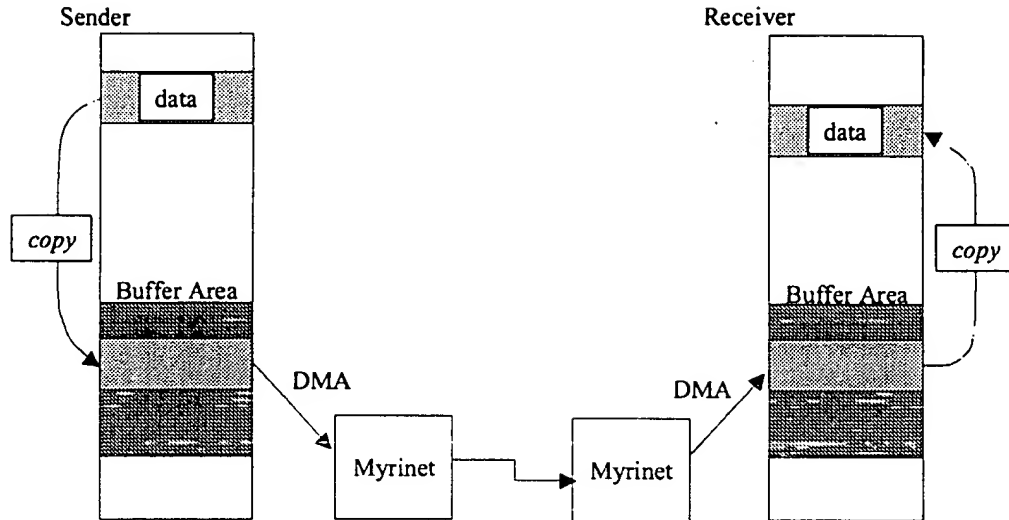 Sender
Receiver
data
data
copy
copy
Buffer Area
Buffer Area
DMA
DMA
Myrinet
Myrinet